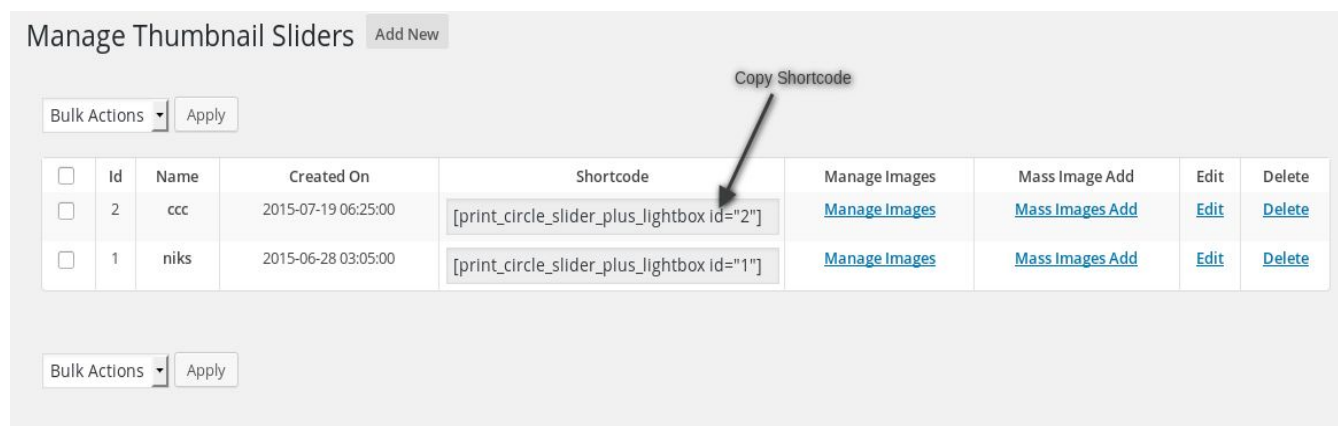 Manage Thumbnail Sliders Add New
Copy Shortcode
Bulk Actions Apply
Id Name Created On Shortcode Manage Images Mass Image Add Edit Delete
2 ccc 2015-07-19 06:25:00 [print_circle_slider_plus_lightbox id="2"] Manage Images Mass Images Add Edit Delete
1 niks 2015-06-28 03:05:00 [print_circle_slider_plus_lightbox id="1"] Manage Images Mass Images Add Edit Delete
Bulk Actions Apply